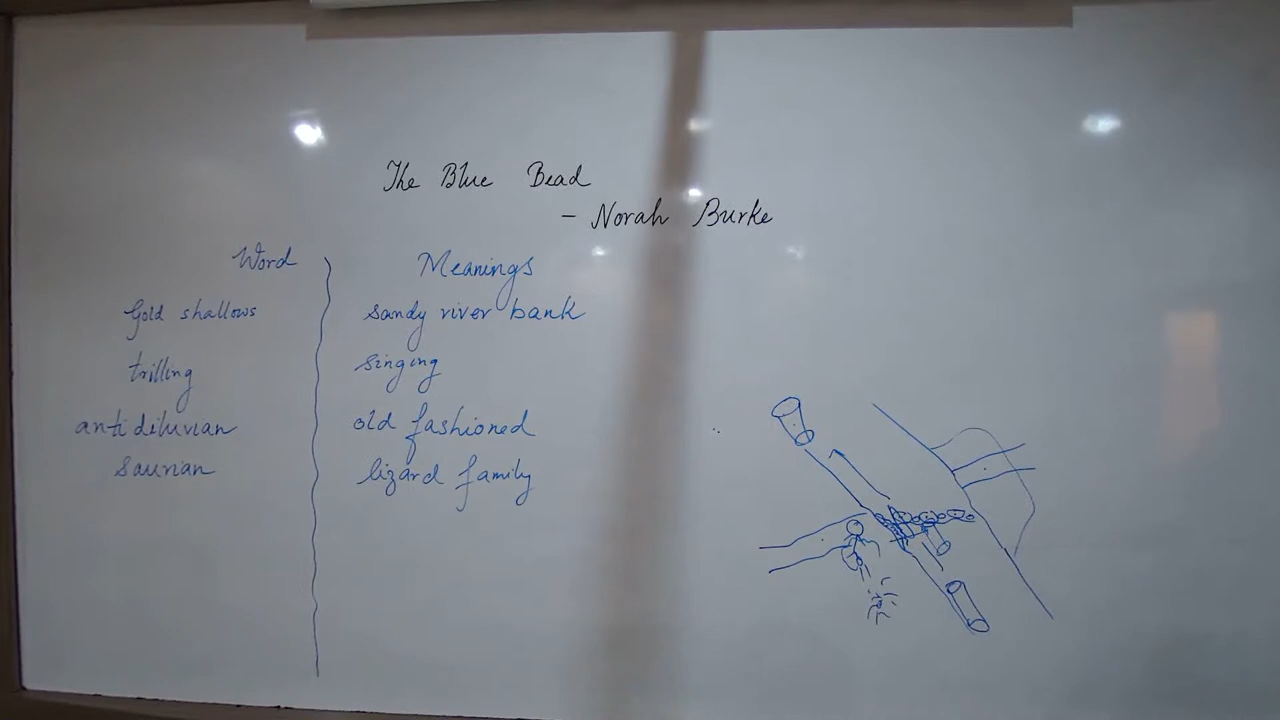 The Blue Bead
- Norah Burke
Word Meanings
Gold shallows sandy river bank
trilling singing
antidiluvian old fashioned
Saurian lizard family